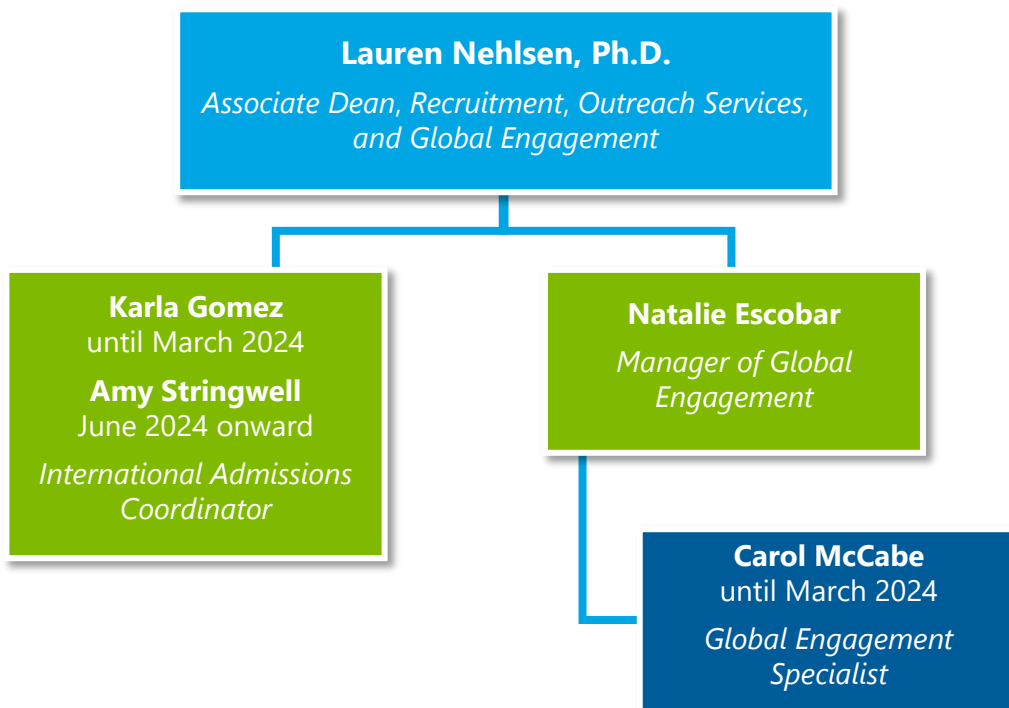 Lauren Nehlsen, Ph.D.
Associate Dean, Recruitment, Outreach Services,
and Global Engagement
Karla Gomez
until March 2024
Amy Stringwell
June 2024 onward
International Admissions
Coordinator
Natalie Escobar
Manager of Global
Engagement
Carol McCabe
until March 2024
Global Engagement
Specialist